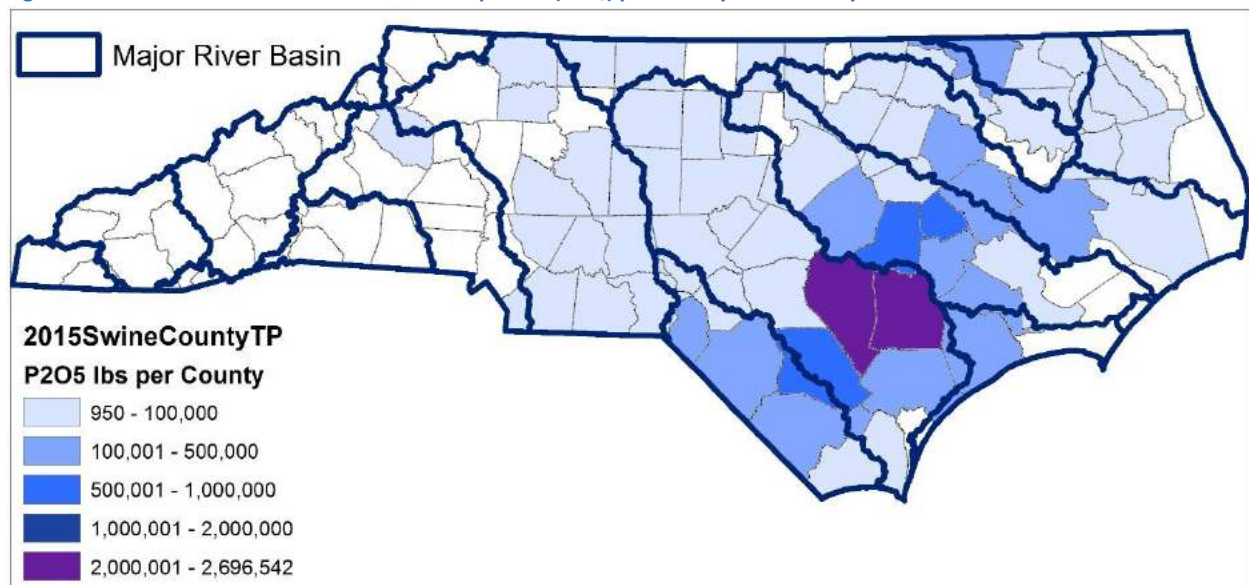 Major River Basin
2015SwineCountyTP
P2O5 lbs per County
950 - 100,000
100,001 - 500,000
500,001 - 1,000,000
1,000,001 - 2,000,000
2,000,001 - 2,696,542